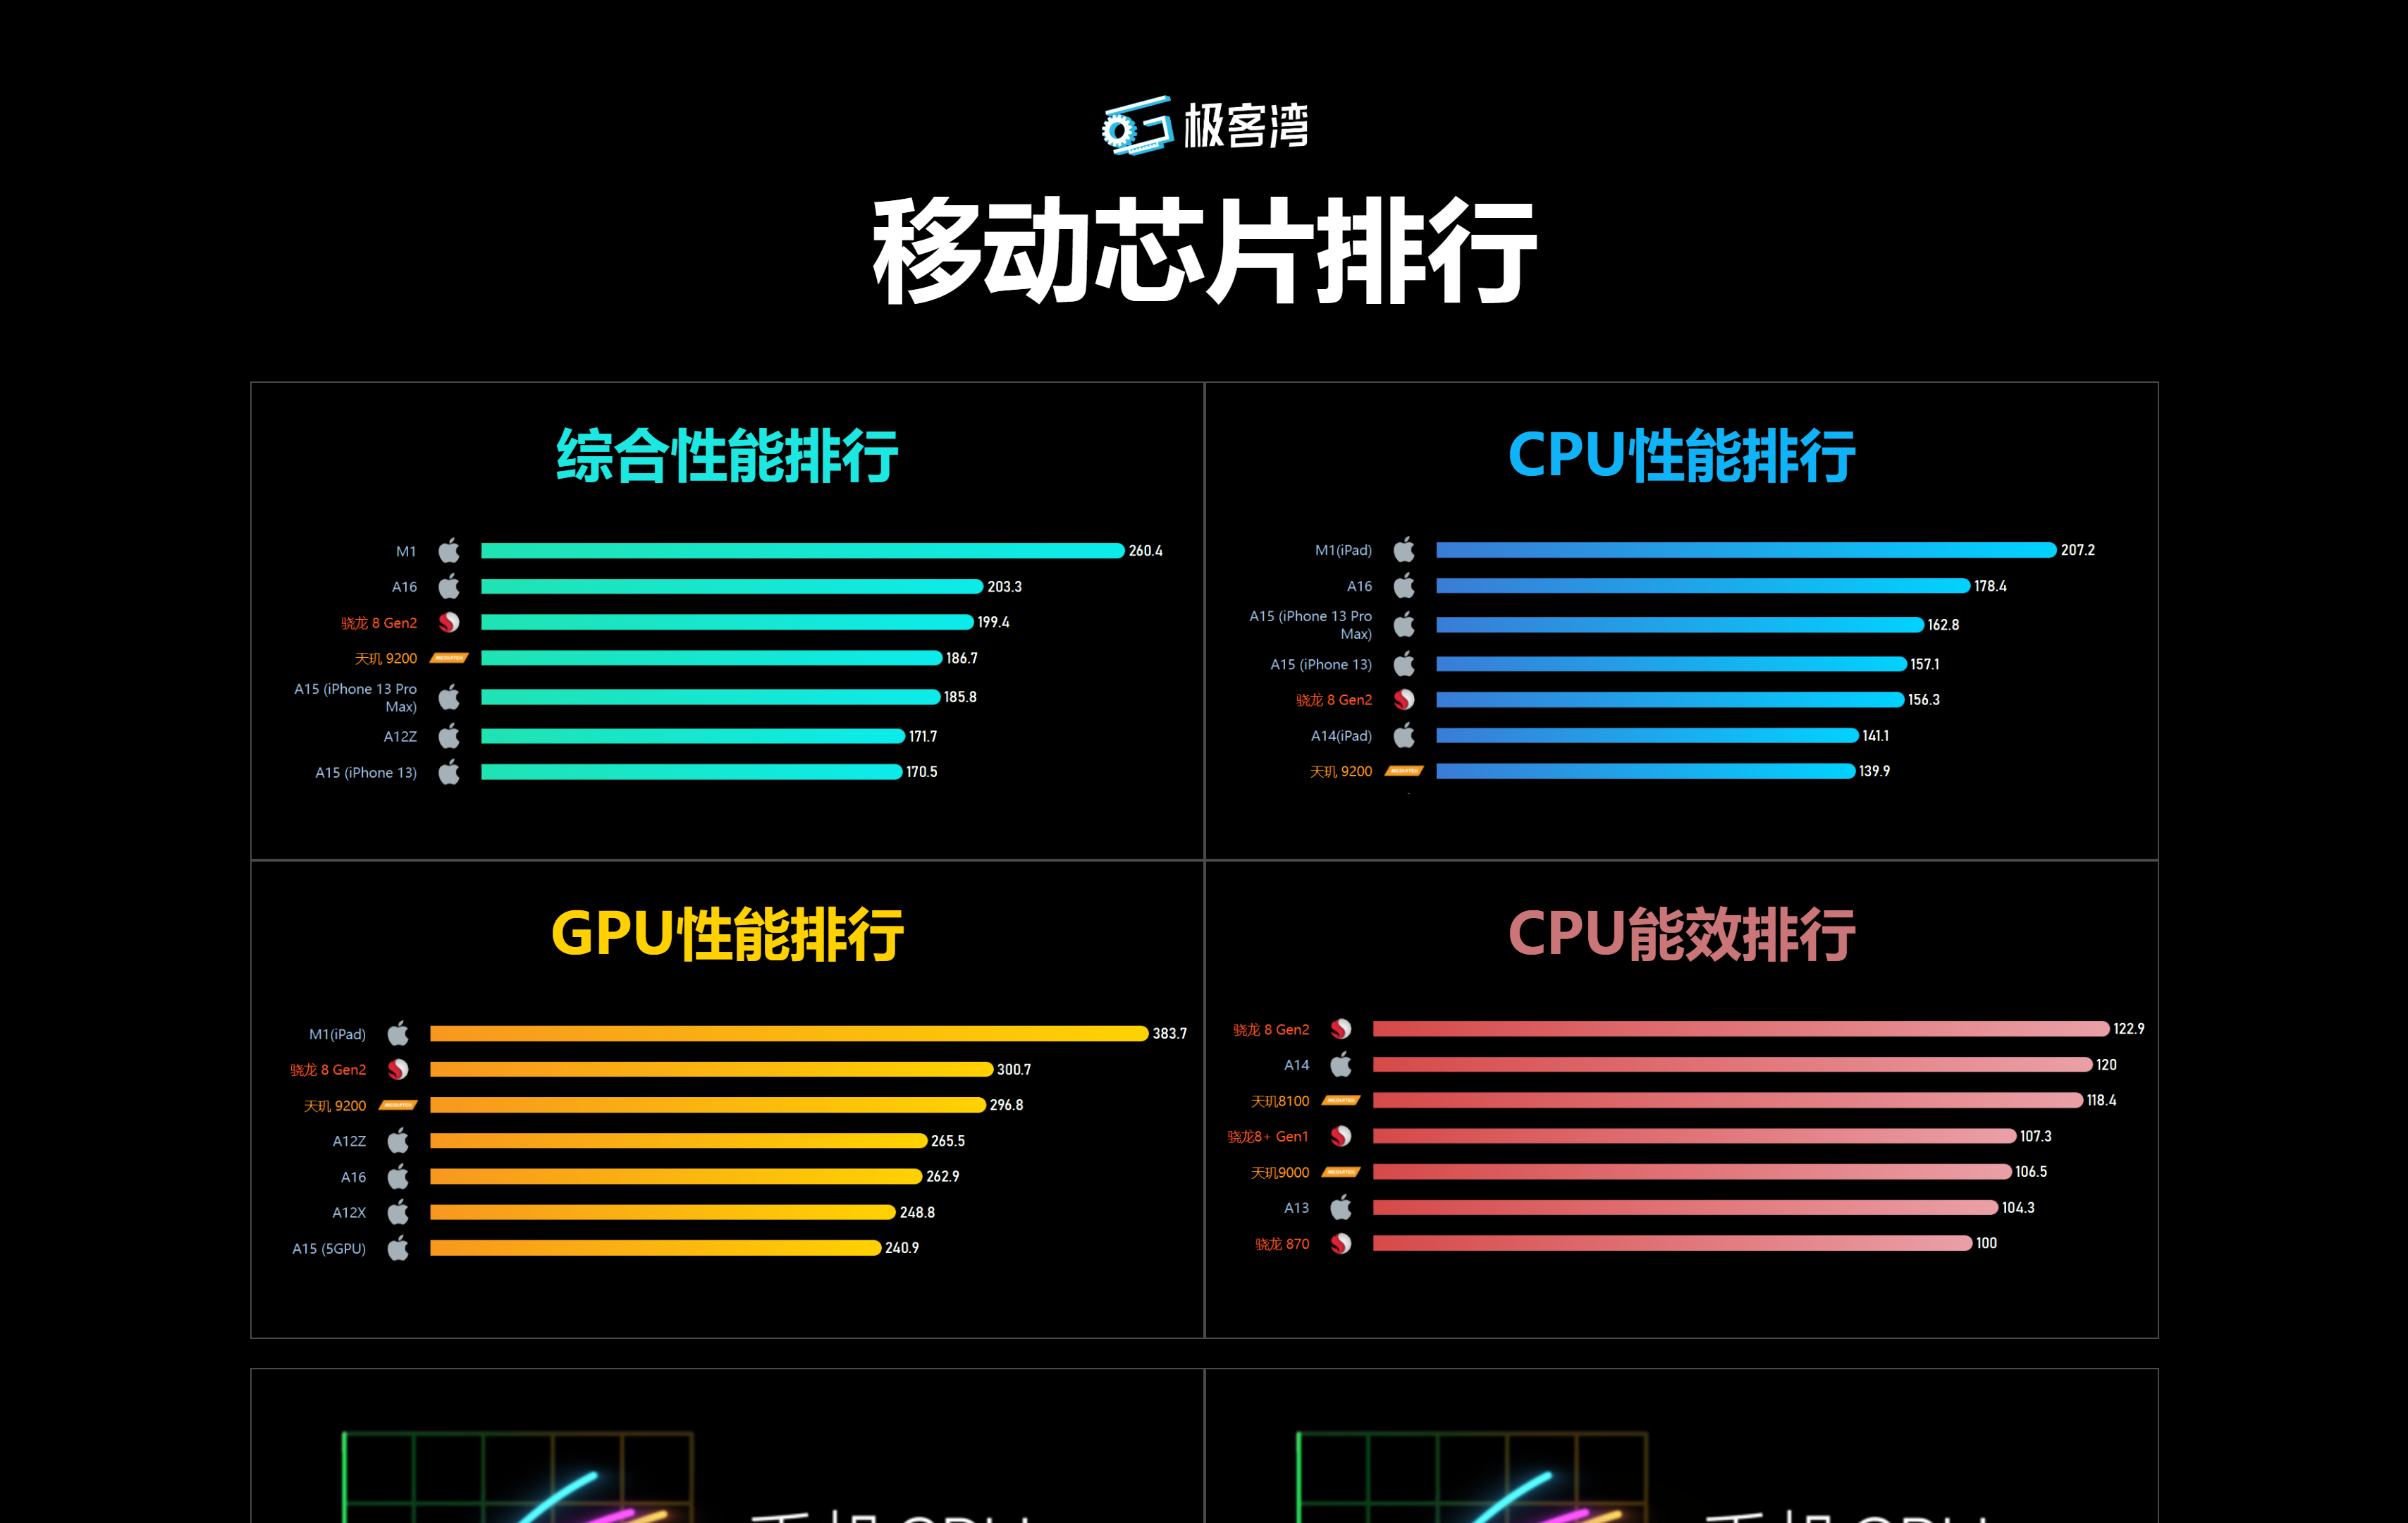 极客湾
移动芯片排行
综合性能排行
M1 260.4
A16 203.3
骁龙 8 Gen2 199.4
天玑 9200 MEDIATEK 186.7
A15 (iPhone 13 Pro
Max) 185.8
A12Z 171.7
A15 (iPhone 13) 170.5
CPU性能排行
M1(iPad) 207.2
A16 178.4
A15 (iPhone 13 Pro
Max) 162.8
A15 (iPhone 13) 157.1
骁龙 8 Gen2 156.3
A14(iPad) 141.1
天玑 9200 MEDIATEK 139.9
GPU性能排行
M1(iPad) 383.7
骁龙 8 Gen2 300.7
天玑 9200 MEDIATEK 296.8
A12Z 265.5
A16 262.9
A12X 248.8
A15 (5GPU) 240.9
CPU能效排行
骁龙 8 Gen2 122.9
A14 120
天玑8100 MEDIATEK 118.4
骁龙8+ Gen1 107.3
天玑9000 MEDIATEK 106.5
A13 104.3
骁龙 870 100